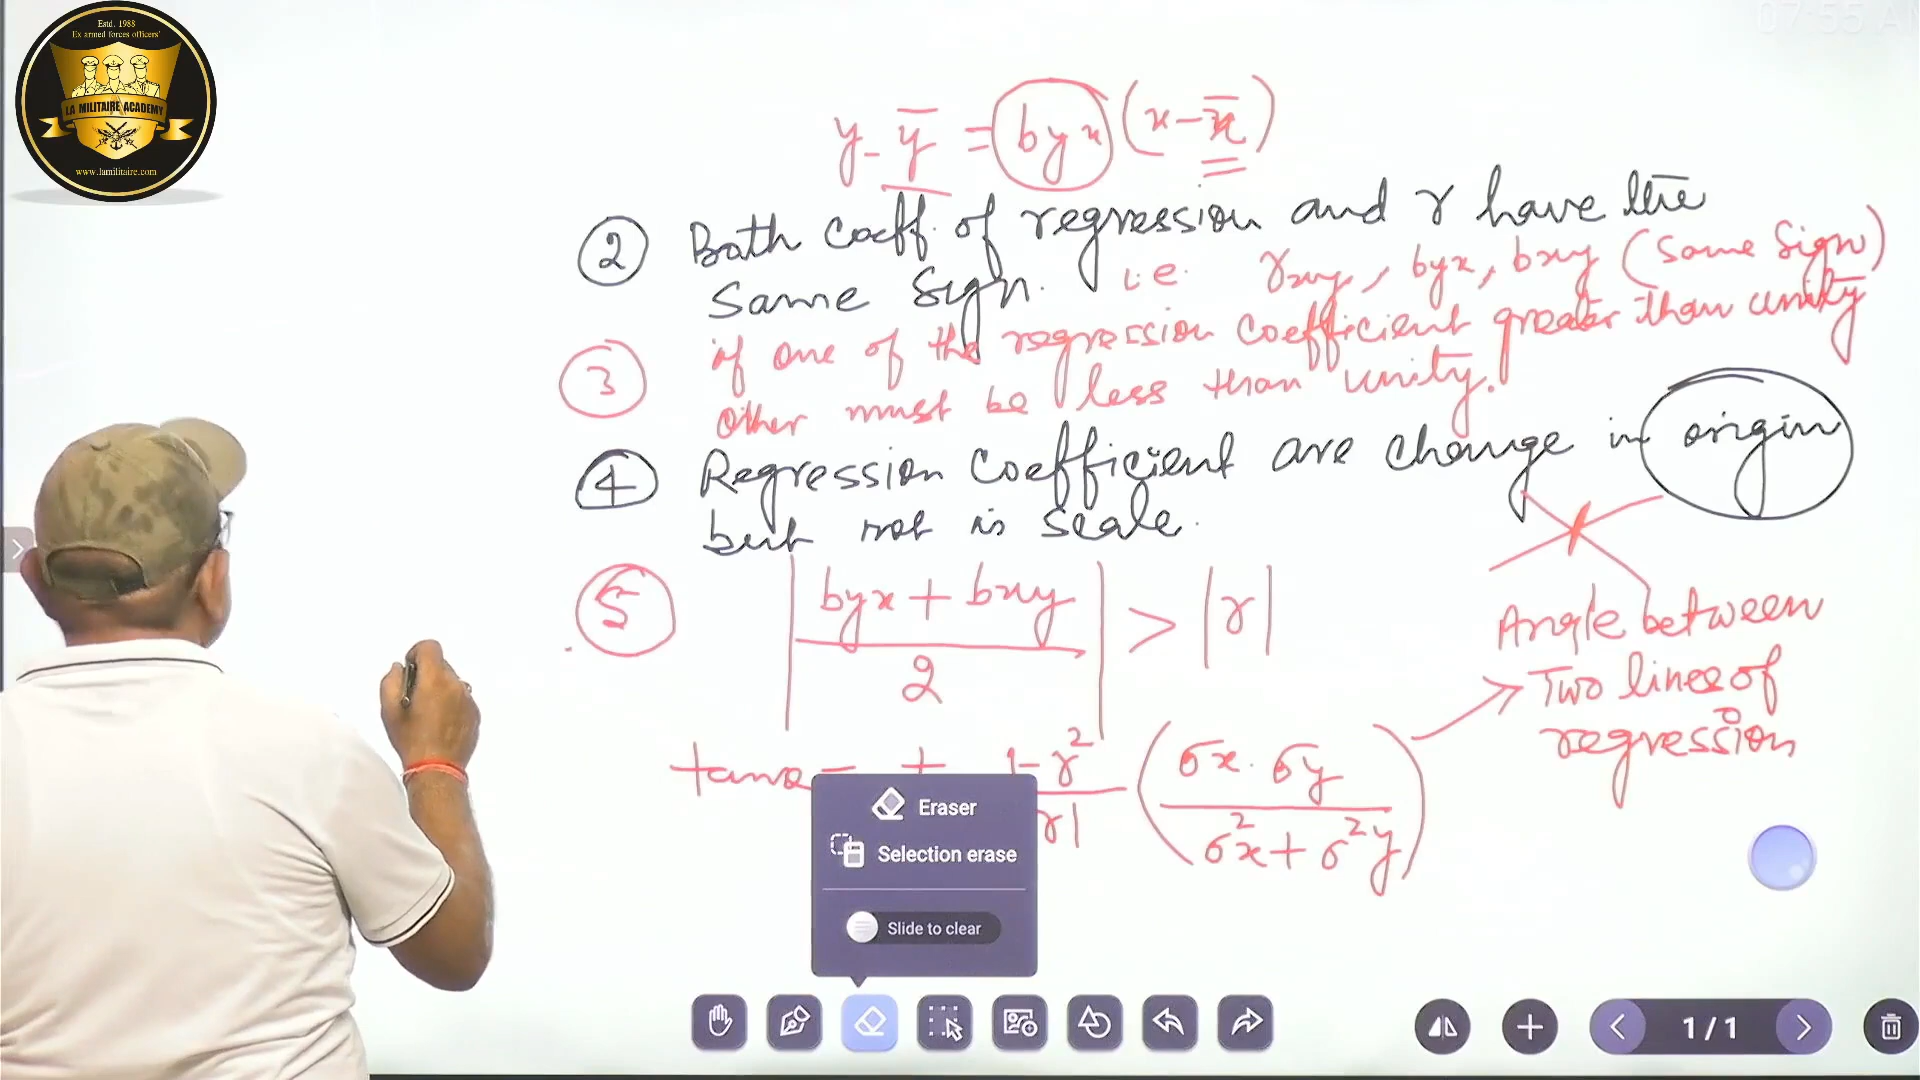 Estd. 1988
Ex armed forces officers'
LA MILITAIRE ACADEMY
www.lamilitaire.com
07:55 A
y - ȳ = byx (x - x̄)
② Both coeff. of regression and r have the
same sign. i.e. rxy, byx, bxy (same sign)
③ if one of the regression coefficient greater than unity
other must be less than unity.
④ Regression coefficient are change in origin
but not is scale.
⑤ | byx + bxy / 2 | > |r|
Angle between
Two lines of
regression
tanθ = ± 1 - r² / r| ( σx . σy / σ²x + σ²y )
Eraser
Selection erase
Slide to clear
1 / 1